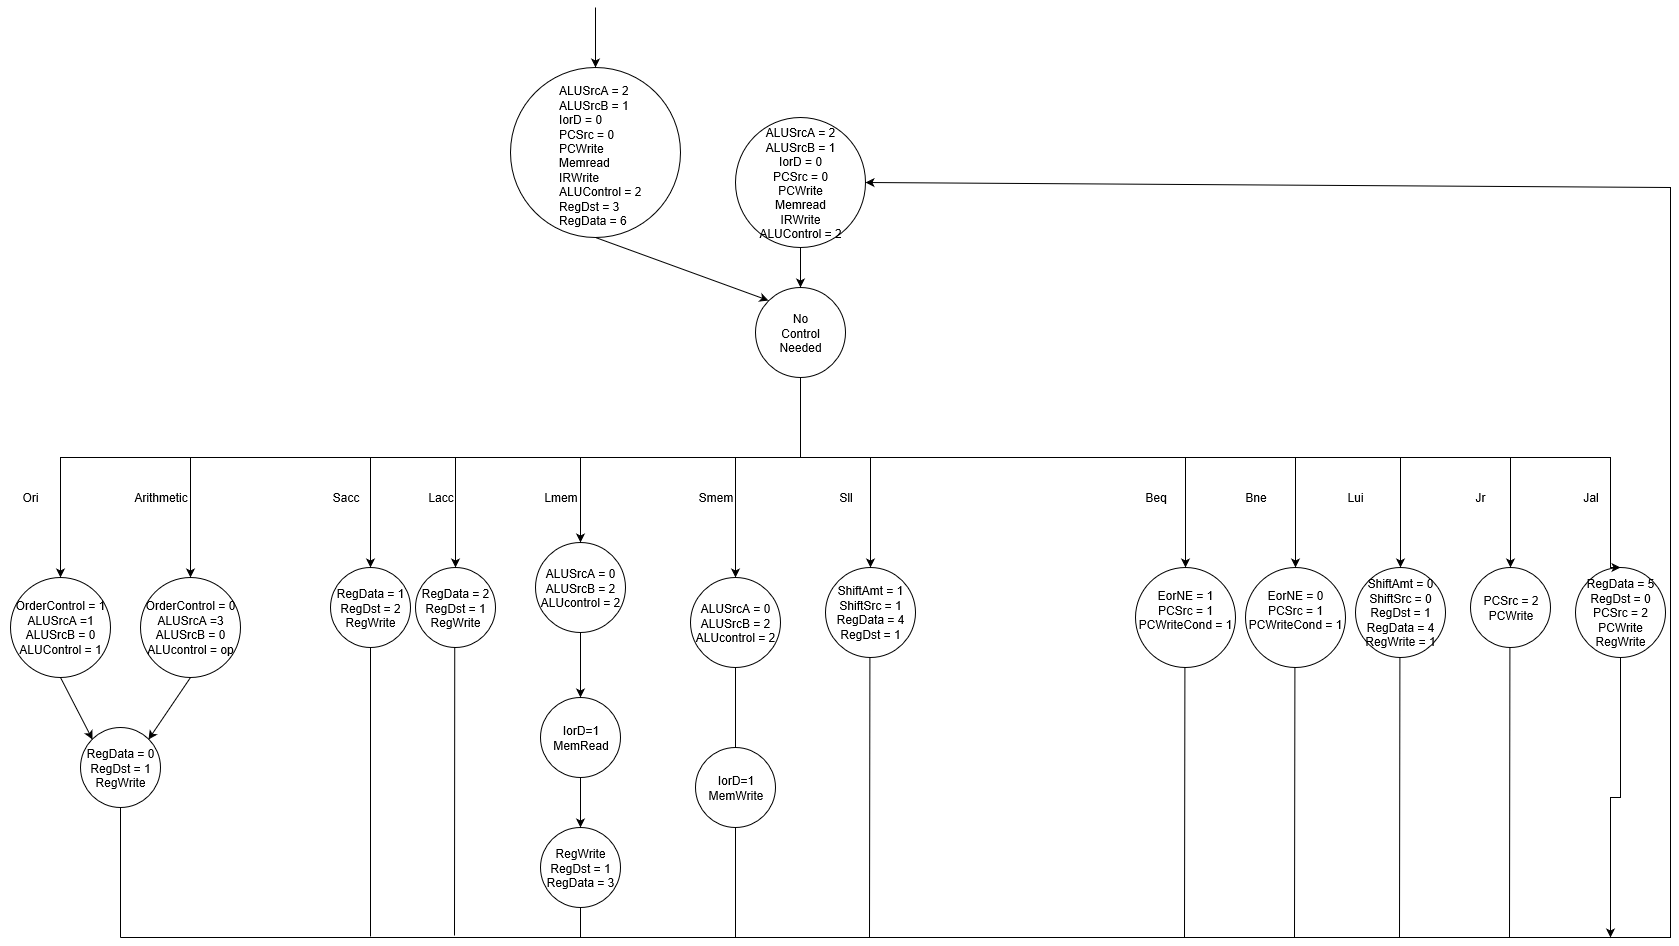 ALUSrcA = 2
ALUSrcB = 1
IorD = 0
PCSrc = 0
PCWrite
Memread
IRWrite
ALUControl = 2
RegDst = 3
RegData = 6
ALUSrcA = 2
ALUSrcB = 1
IorD = 0
PCSrc = 0
PCWrite
Memread
IRWrite
ALUControl = 2
No
Control
Needed
Ori
Arithmetic
Sacc
Lacc
Lmem
Smem
Sll
Beq
Bne
Lui
Jr
Jal
OrderControl = 1
ALUSrcA =1
ALUSrcB = 0
ALUControl = 1
OrderControl = 0
ALUSrcA =3
ALUSrcB = 0
ALUcontrol = op
RegData = 1
RegDst = 2
RegWrite
RegData = 2
RegDst = 1
RegWrite
ALUSrcA = 0
ALUSrcB = 2
ALUcontrol = 2
ALUSrcA = 0
ALUSrcB = 2
ALUcontrol = 2
ShiftAmt = 1
ShiftSrc = 1
RegData = 4
RegDst = 1
EorNE = 1
PCSrc = 1
PCWriteCond = 1
EorNE = 0
PCSrc = 1
PCWriteCond = 1
ShiftAmt = 0
ShiftSrc = 0
RegDst = 1
RegData = 4
RegWrite = 1
PCSrc = 2
PCWrite
RegData = 5
RegDst = 0
PCSrc = 2
PCWrite
RegWrite
RegData = 0
RegDst = 1
RegWrite
IorD=1
MemRead
IorD=1
MemWrite
RegWrite
RegDst = 1
RegData = 3